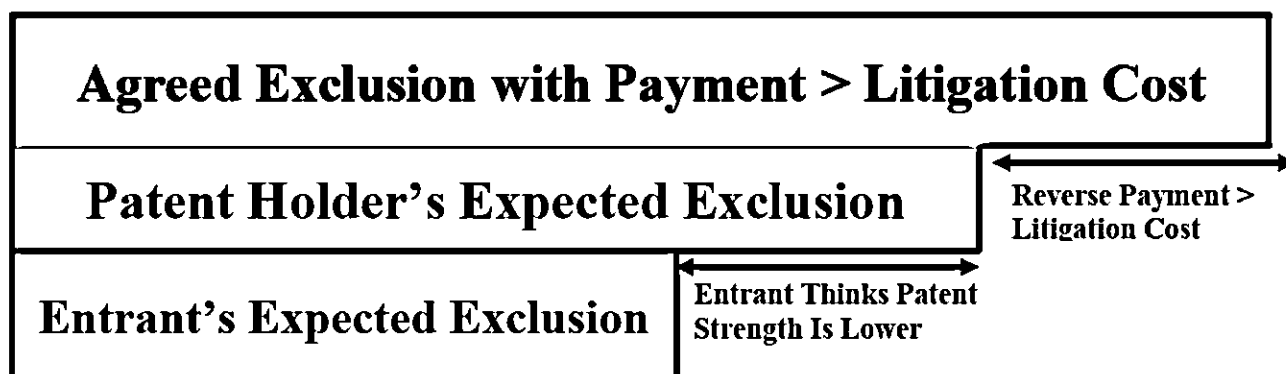 Agreed Exclusion with Payment > Litigation Cost
Patent Holder’s Expected Exclusion
Reverse Payment >
Litigation Cost
Entrant’s Expected Exclusion
Entrant Thinks Patent
Strength Is Lower